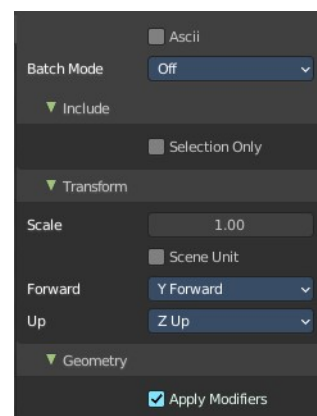 Ascii
Batch Mode Off
Include
Selection Only
Transform
Scale 1.00
Scene Unit
Forward Y Forward
Up Z Up
Geometry
Apply Modifiers